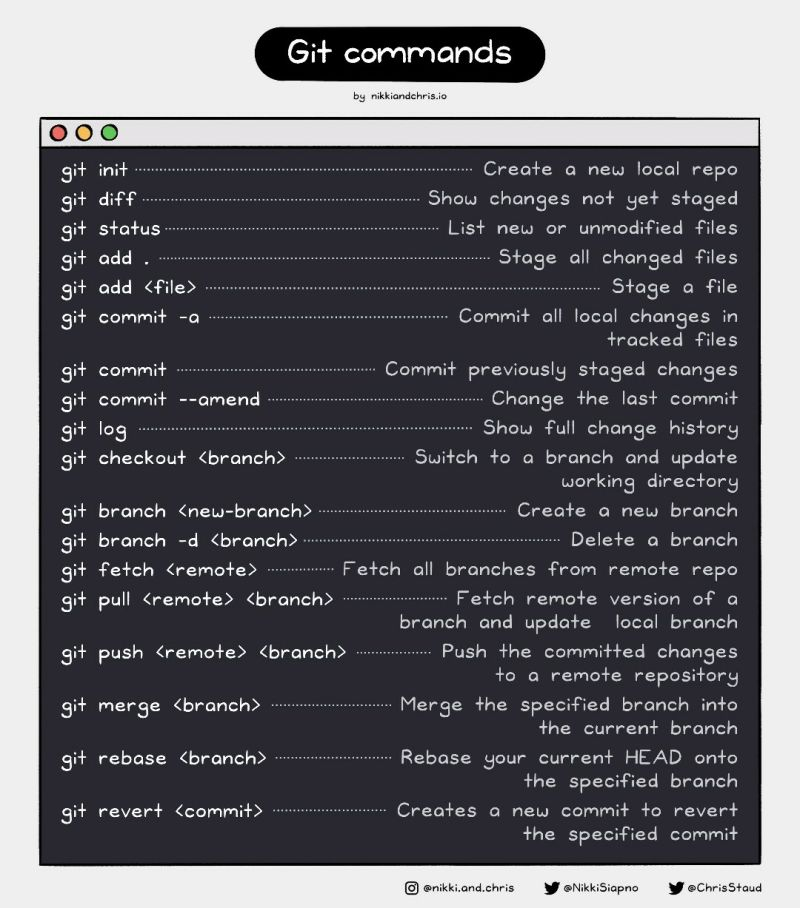 Git commands
by nikkiandchris.io
git init Create a new local repo
git diff Show changes not yet staged
git status List new or unmodified files
git add . Stage all changed files
git add <file> Stage a file
git commit -a Commit all local changes in
tracked files
git commit Commit previously staged changes
git commit --amend Change the last commit
git log Show full change history
git checkout <branch> Switch to a branch and update
working directory
git branch <new-branch> Create a new branch
git branch -d <branch> Delete a branch
git fetch <remote> Fetch all branches from remote repo
git pull <remote> <branch> Fetch remote version of a
branch and update local branch
git push <remote> <branch> Push the committed changes
to a remote repository
git merge <branch> Merge the specified branch into
the current branch
git rebase <branch> Rebase your current HEAD onto
the specified branch
git revert <commit> Creates a new commit to revert
the specified commit
@nikki.and.chris @NikkiSiapno @ChrisStaud